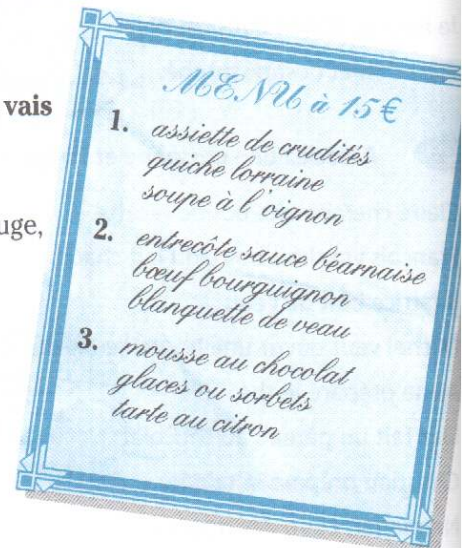 vais
uge,
MENU à 15€
1. assiette de crudités
quiche lorraine
soupe à l'oignon
2. entrecôte sauce béarnaise
bœuf bourguignon
blanquette de veau
3. mousse au chocolat
glaces ou sorbets
tarte au citron